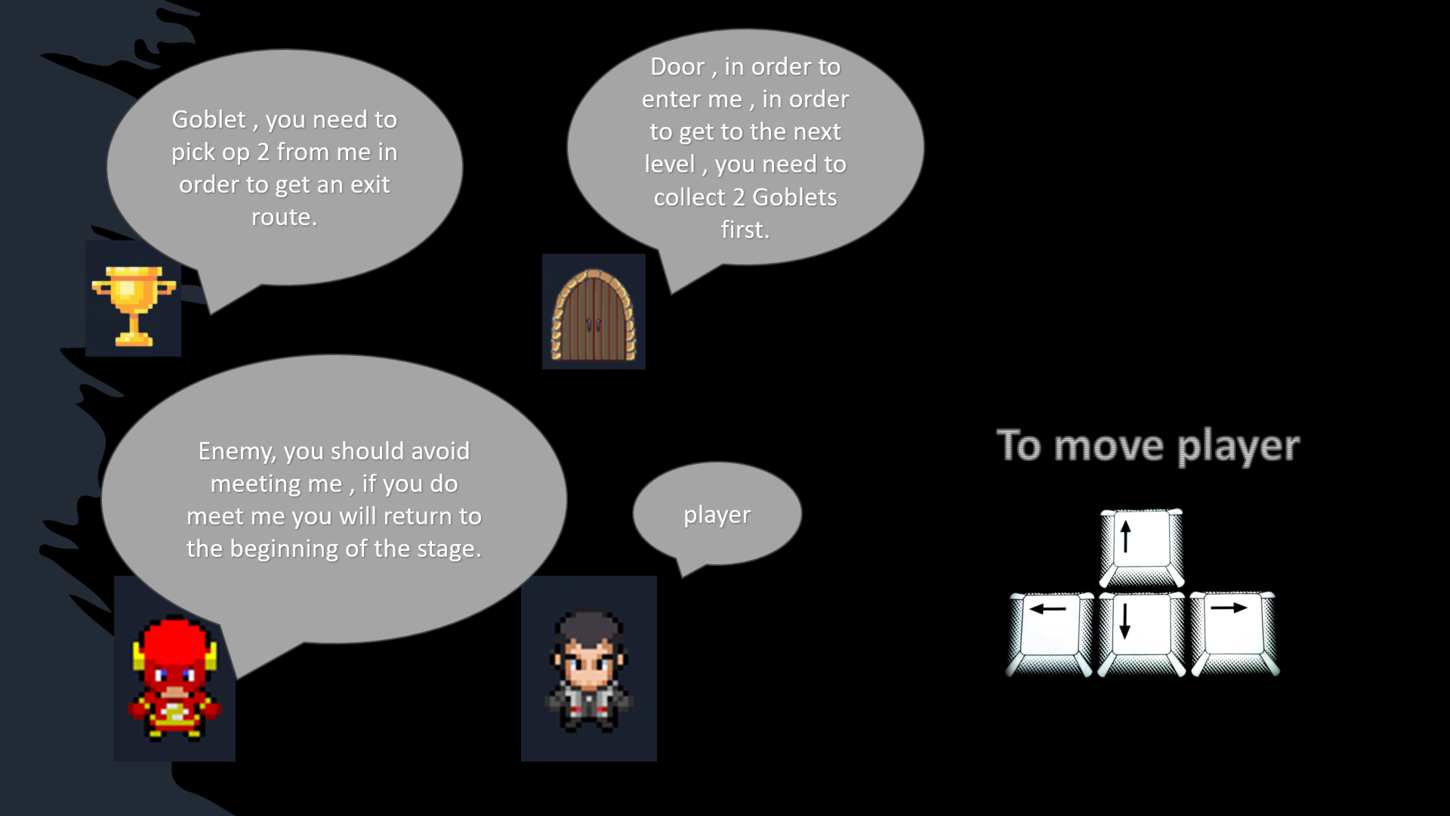 Goblet , you need to
pick op 2 from me in
order to get an exit
route.
Door , in order to
enter me , in order
to get to the next
level , you need to
collect 2 Goblets
first.
Enemy, you should avoid
meeting me , if you do
meet me you will return to
the beginning of the stage.
player
To move player